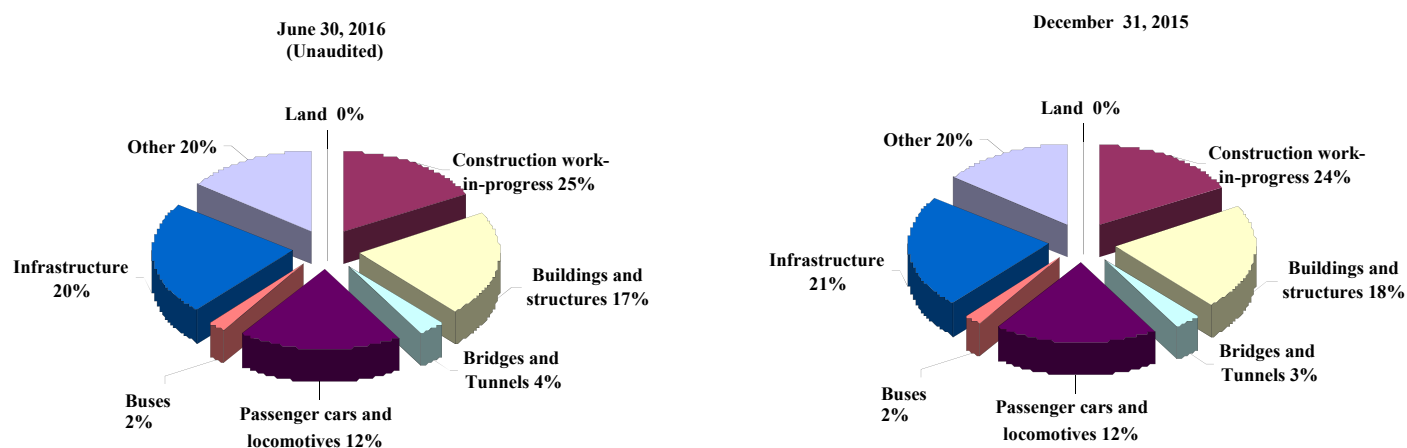 June 30, 2016
(Unaudited)
Land 0%
Other 20%
Construction work-
in-progress 25%
Infrastructure
20%
Buildings and
structures 17%
Bridges and
Tunnels 4%
Buses
2%
Passenger cars and
locomotives 12%
December 31, 2015
Land 0%
Other 20%
Construction work-
in-progress 24%
Infrastructure
21%
Buildings and
structures 18%
Bridges and
Tunnels 3%
Buses
2%
Passenger cars and
locomotives 12%